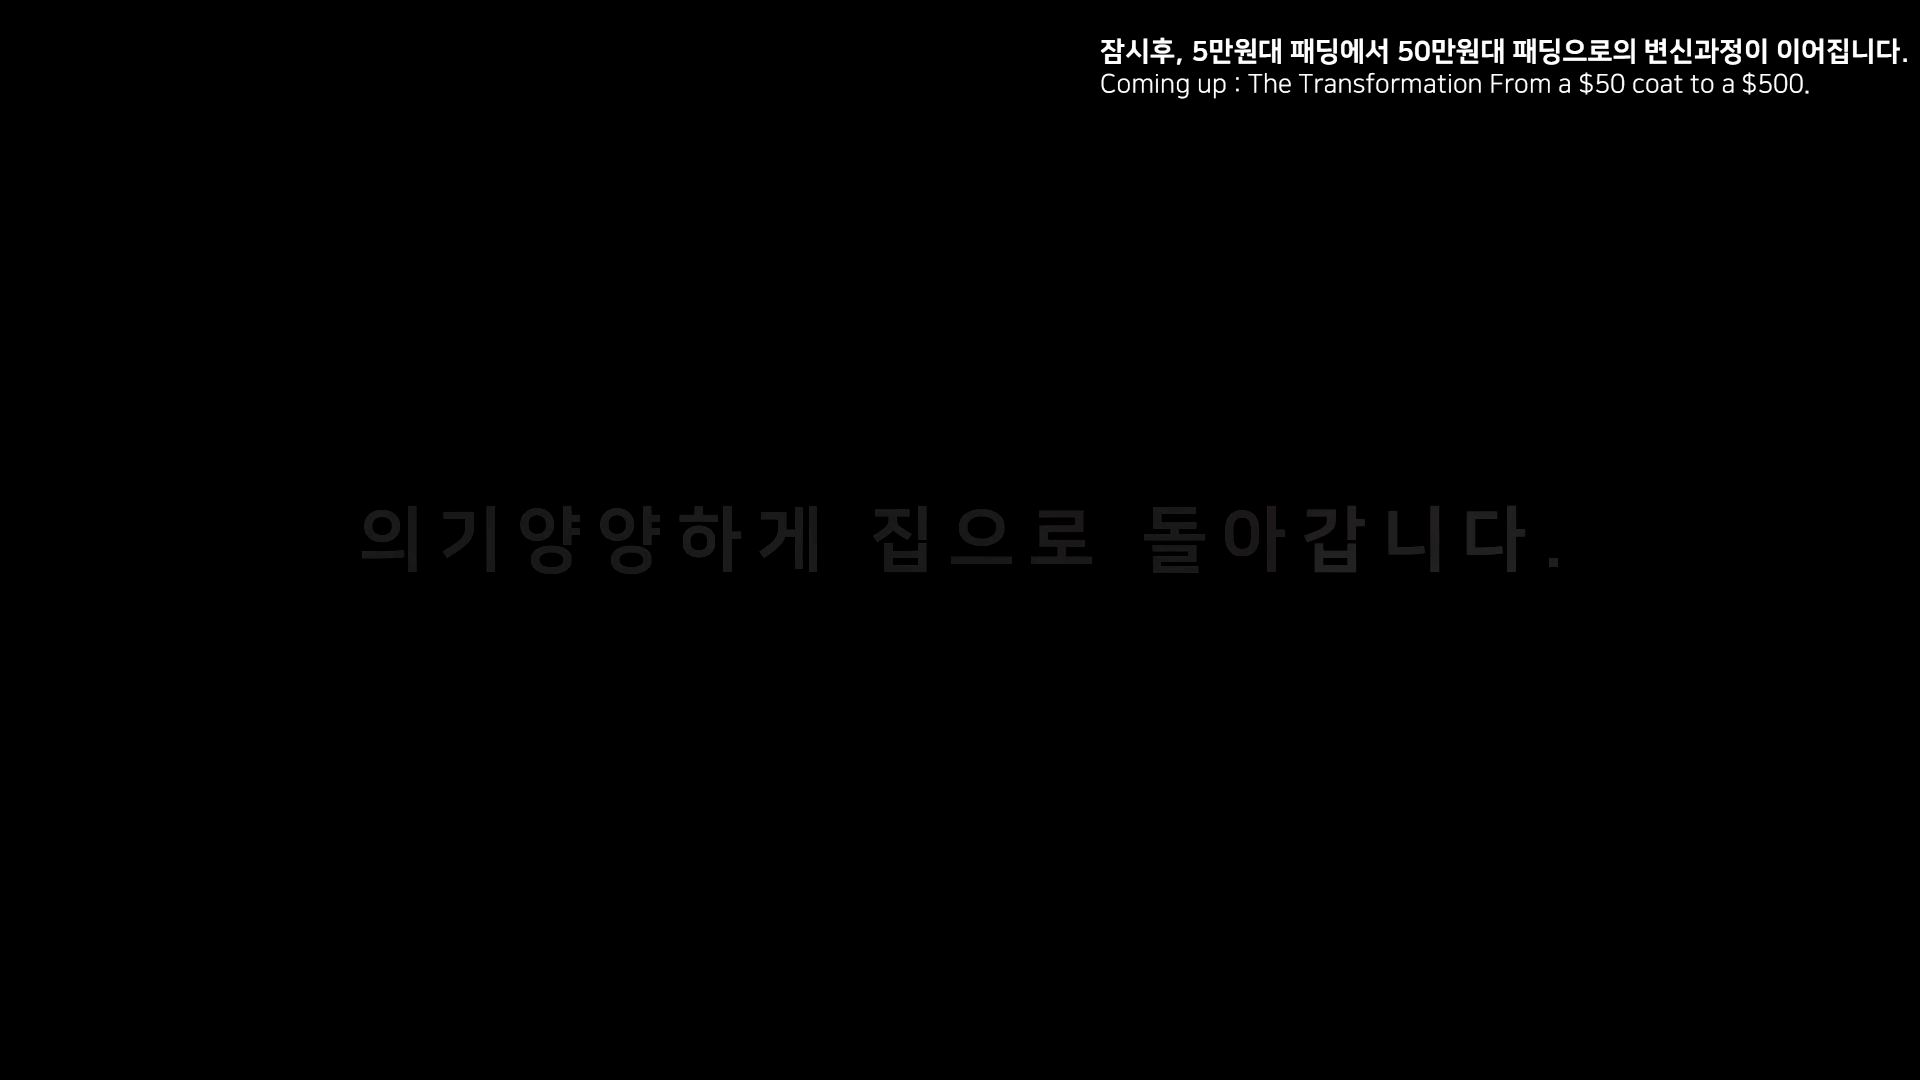 잠시후, 5만원대 패딩에서 50만원대 패딩으로의 변신과정이 이어집니다.
Coming up : The Transformation From a $50 coat to a $500.
의기양양하게 집으로 돌아갑니다.